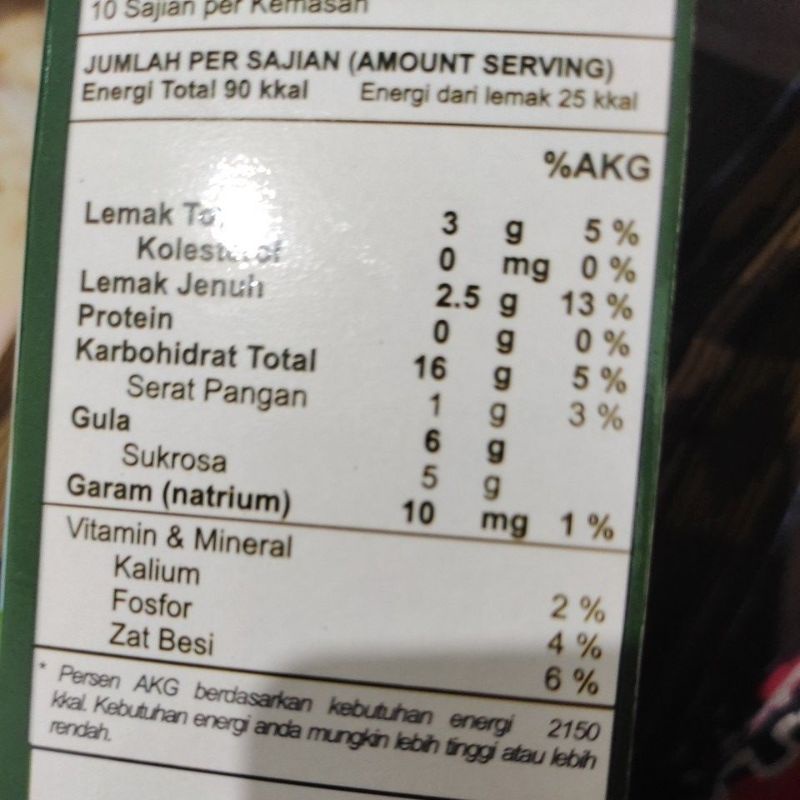 10 Sajian per Kemasan
JUMLAH PER SAJIAN (AMOUNT SERVING)
Energi Total 90 kkal Energi dari lemak 25 kkal
%AKG
Lemak 3 g 5 %
0 mg 0 %
Lemak Jenuh 2.5 g 13 %
Protein 0 g 0 %
Karbohidrat Total 16 g 5 %
Serat Pangan 1 g 3 %
Gula 6 g
Sukrosa 5 g
Garam (natrium) 10 mg 1 %
Vitamin & Mineral
Kalium 2 %
Fosfor 4 %
Zat Besi 6 %
* Persen AKG berdasarkan kebutuhan energi 2150
kkal. Kebutuhan energi anda mungkin lebih tinggi atau lebih
rendah.